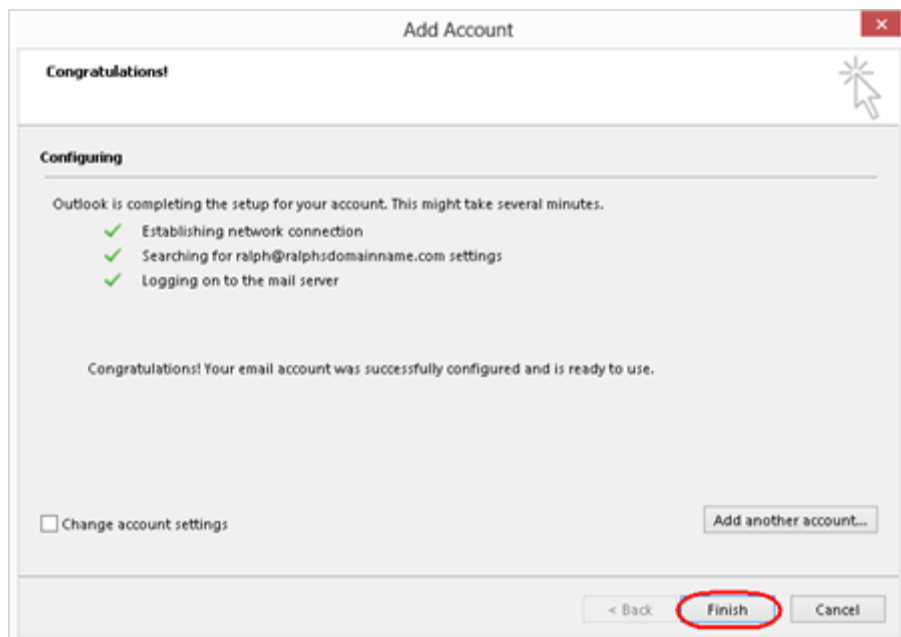 Add Account
Congratulations!
Configuring
Outlook is completing the setup for your account. This might take several minutes.
Establishing network connection
Searching for ralph@ralphsdomainname.com settings
Logging on to the mail server
Congratulations! Your email account was successfully configured and is ready to use.
Change account settings
Add another account...
< Back
Finish
Cancel